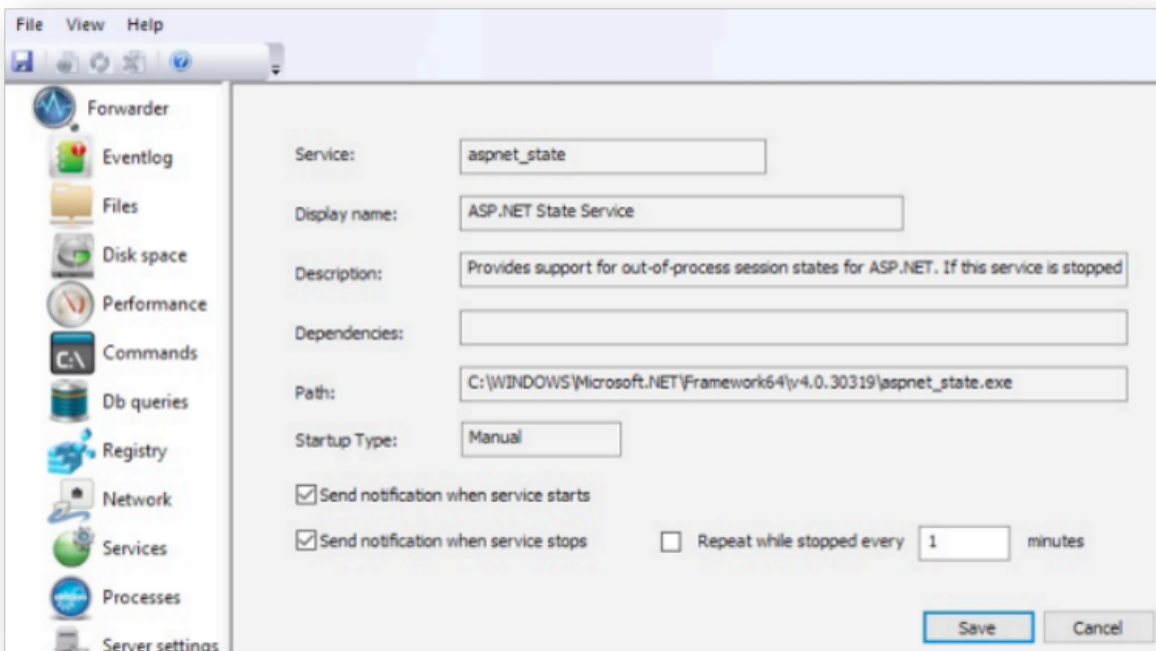 File View Help
Forwarder
Eventlog
Files
Disk space
Performance
Commands
C:\
Db queries
Registry
Network
Services
Processes
Server settings
Service: aspnet_state
Display name: ASP.NET State Service
Description: Provides support for out-of-process session states for ASP.NET. If this service is stopped
Dependencies:
Path: C:\WINDOWS\Microsoft.NET\Framework64\v4.0.30319\aspnet_state.exe
Startup Type: Manual
Send notification when service starts
Send notification when service stops Repeat while stopped every 1 minutes
Save Cancel